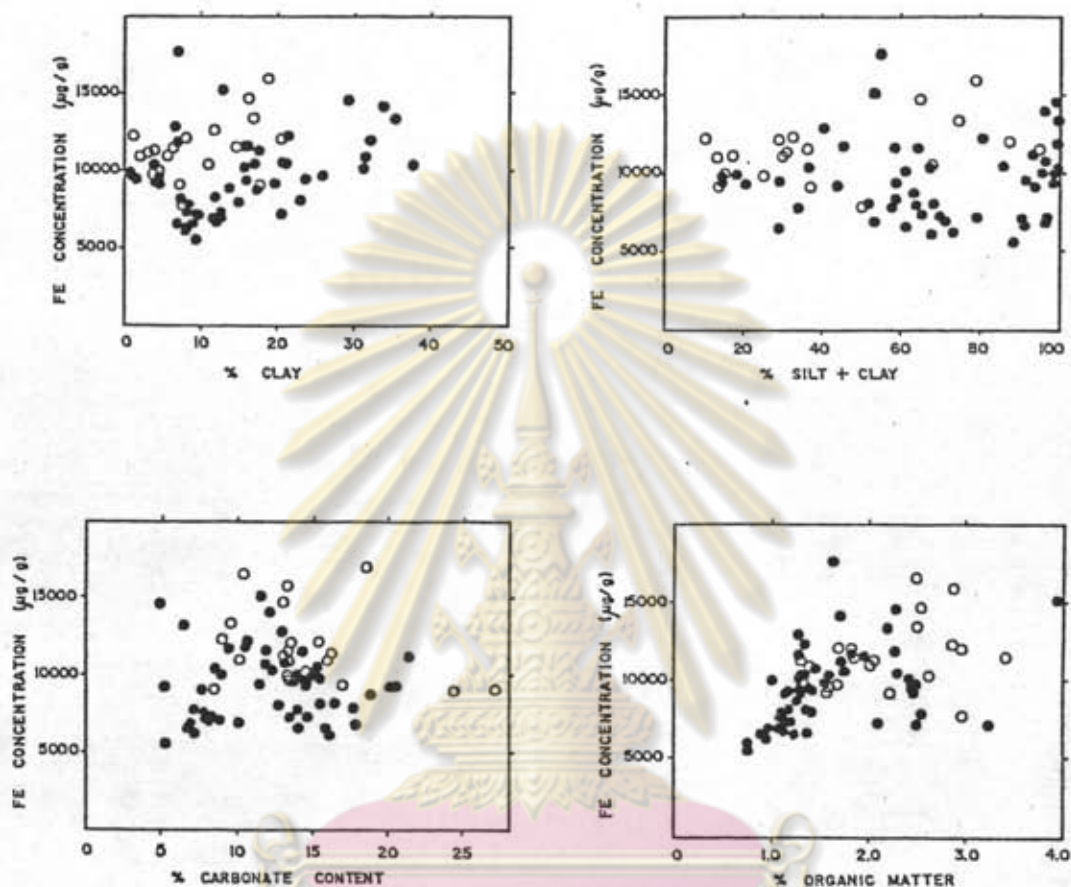 FE CONCENTRATION (µg/g)
15000
10000
5000
0 10 20 30 40 50
% CLAY
FE CONCENTRATION (µg/g)
15000
10000
5000
0 20 40 60 80 100
% SILT + CLAY
FE CONCENTRATION (µg/g)
15000
10000
5000
0
0 5 10 15 20 25
% CARBONATE CONTENT
FE CONCENTRATION (µg/g)
15000
10000
5000
0 1.0 2.0 3.0 4.0
% ORGANIC MATTER